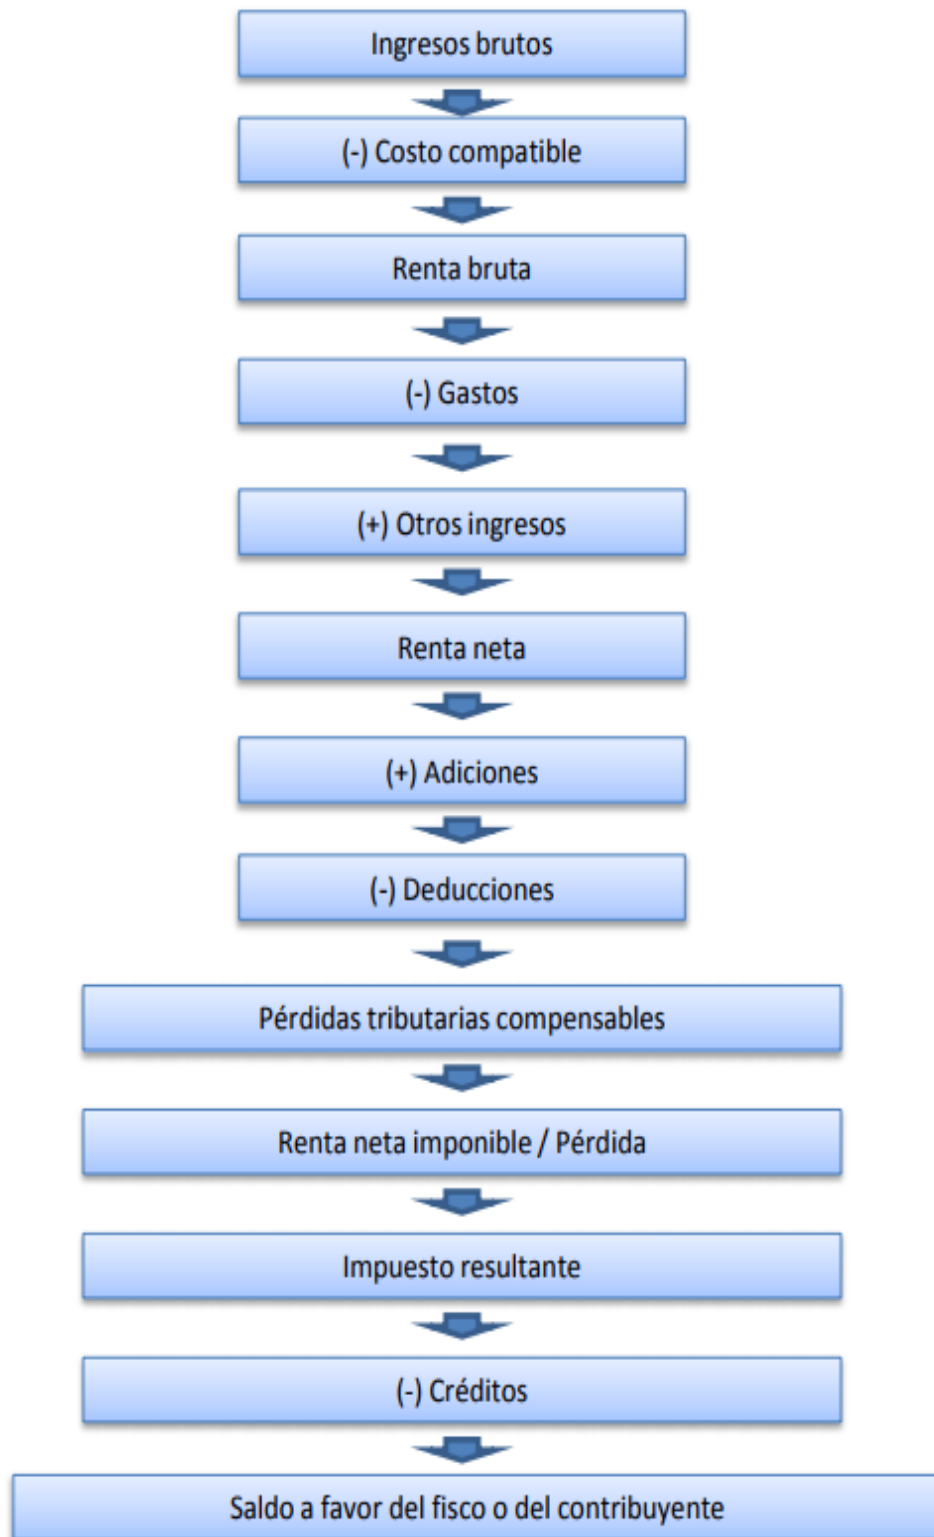 Ingresos brutos
(-) Costo compatible
Renta bruta
(-) Gastos
(+) Otros ingresos
Renta neta
(+) Adiciones
(-) Deducciones
Pérdidas tributarias compensables
Renta neta imponible / Pérdida
Impuesto resultante
(-) Créditos
Saldo a favor del fisco o del contribuyente